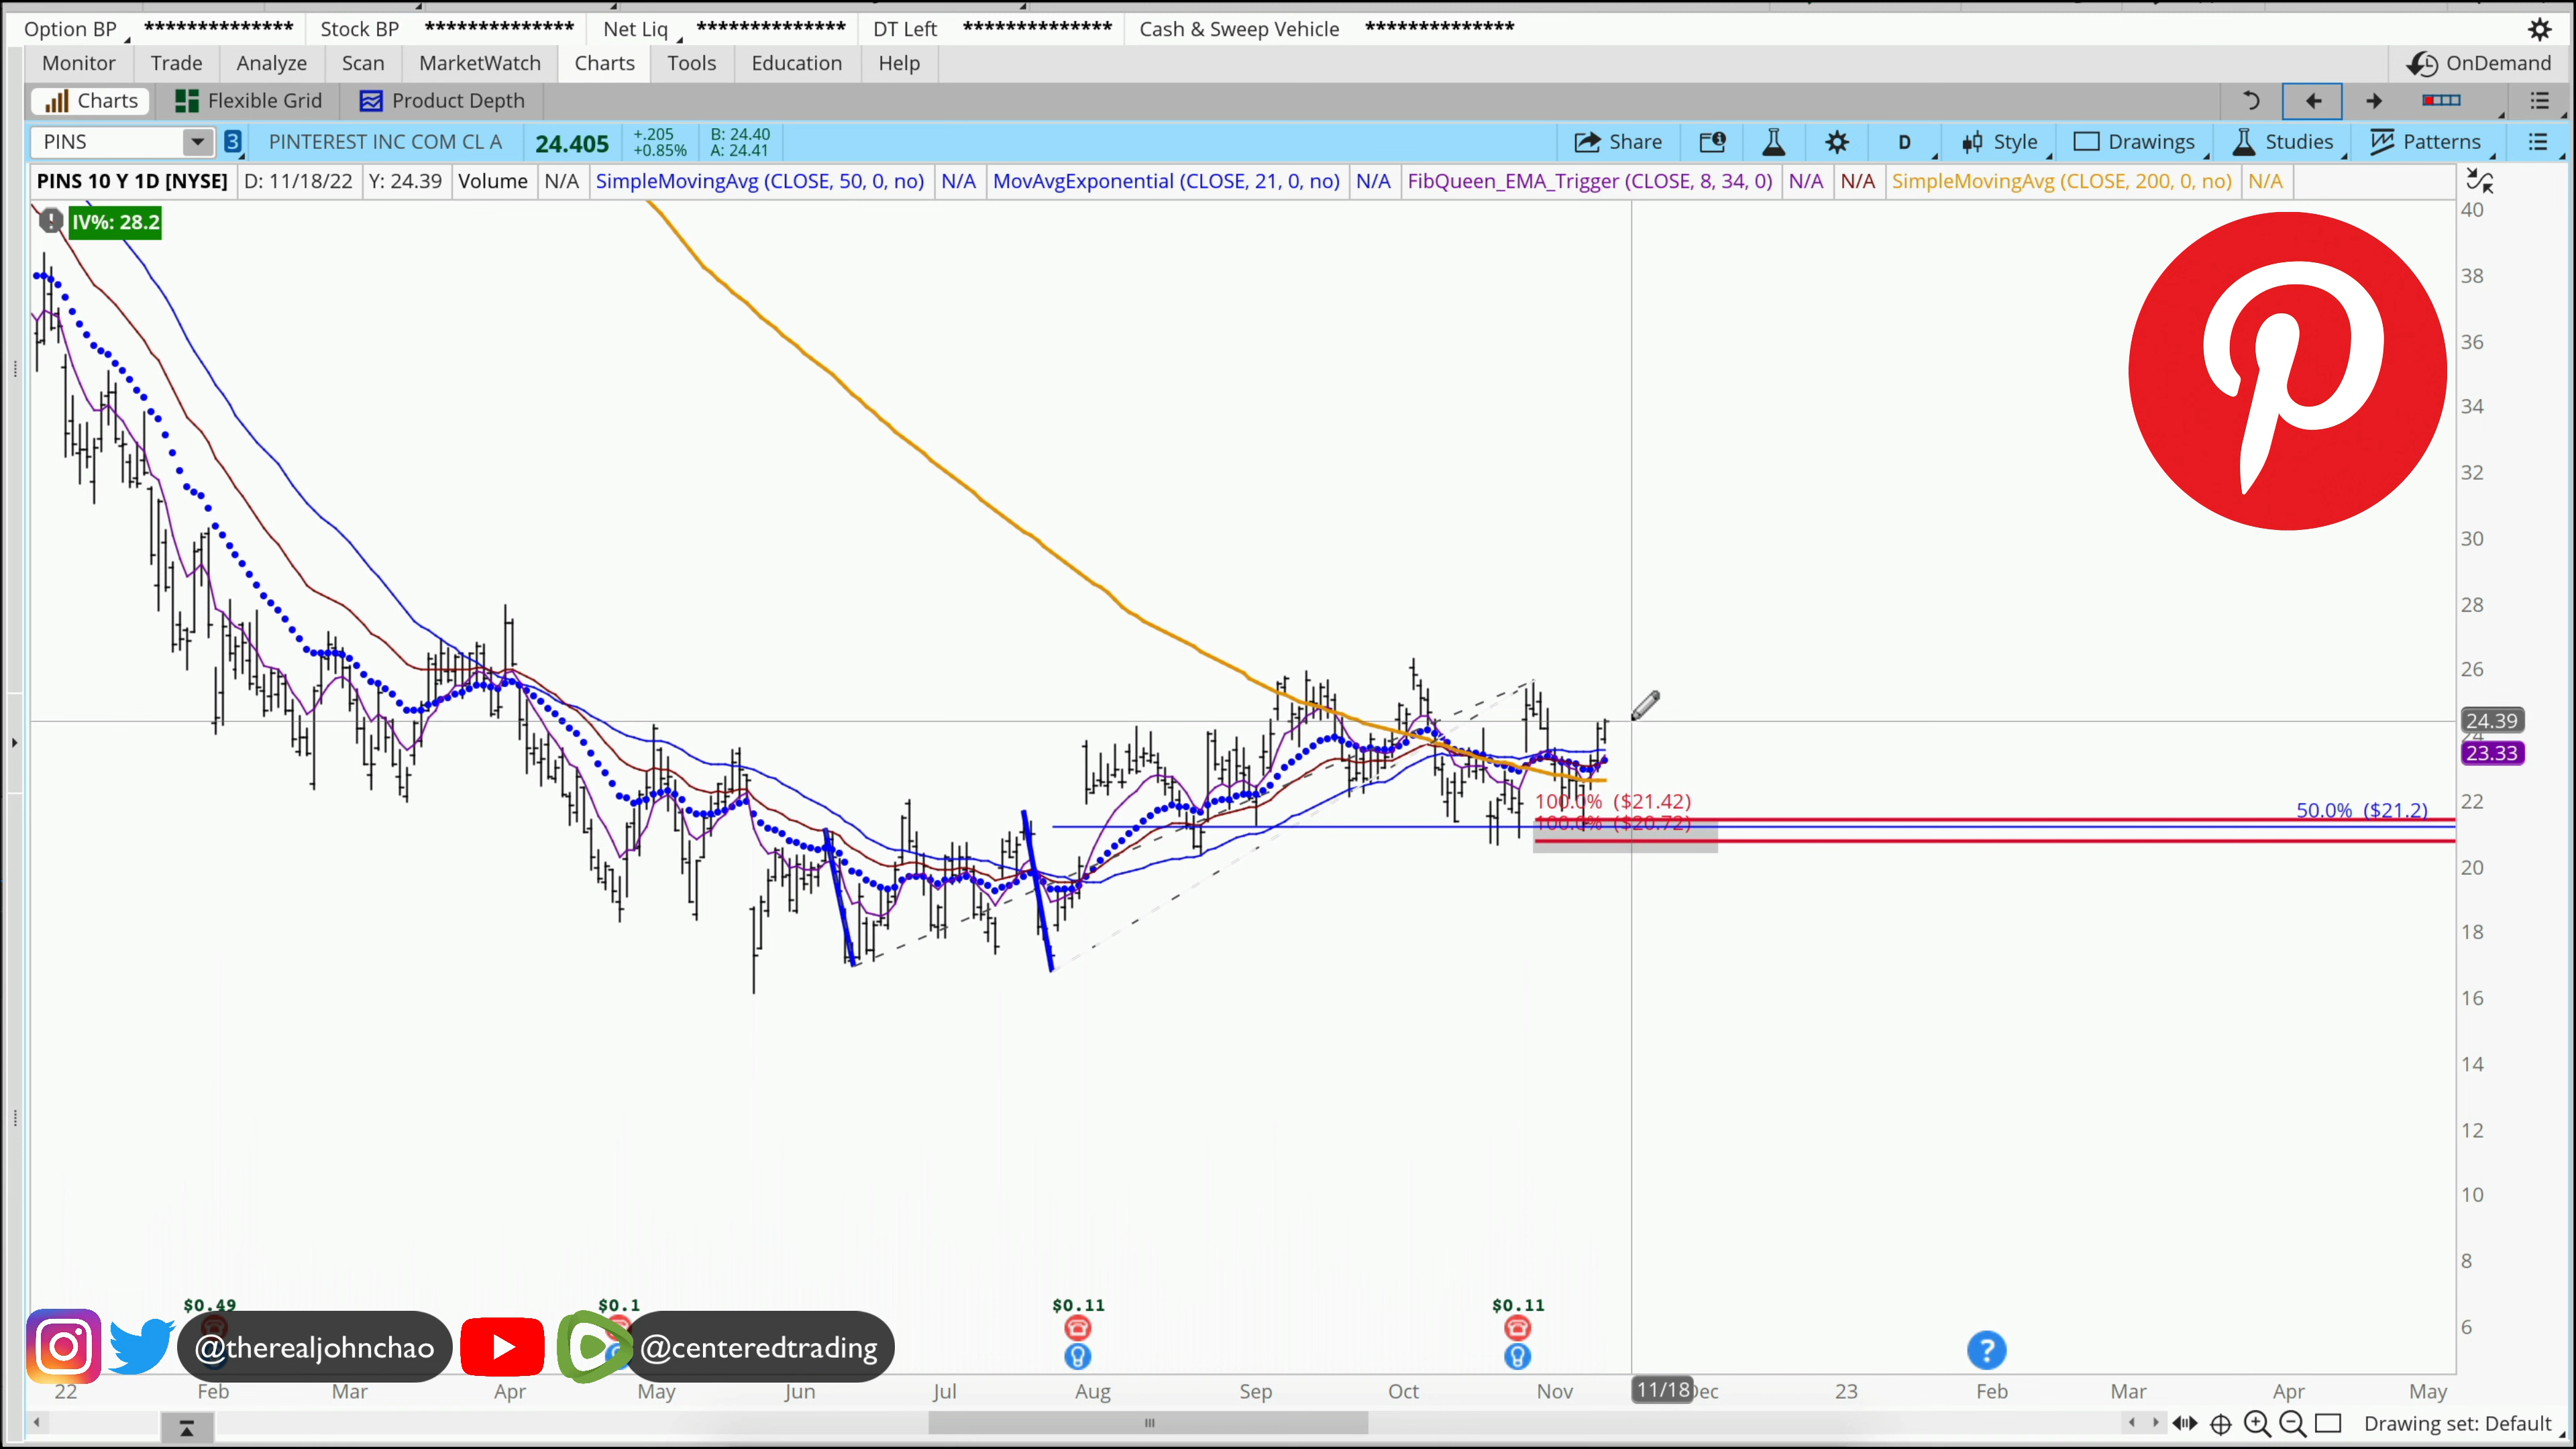 Option BP ************** Stock BP ************** Net Liq ************** DT Left ************** Cash & Sweep Vehicle **************
Monitor Trade Analyze Scan MarketWatch Charts Tools Education Help OnDemand
Charts Flexible Grid Product Depth
PINS 3 PINTEREST INC COM CL A 24.405 +.205 +0.85% B: 24.40 A: 24.41 Share D Style Drawings Studies Patterns
PINS 10 Y 1D [NYSE] D: 11/18/22 Y: 24.39 Volume N/A SimpleMovingAvg (CLOSE, 50, 0, no) N/A MovAvgExponential (CLOSE, 21, 0, no) N/A FibQueen_EMA_Trigger (CLOSE, 8, 34, 0) N/A N/A SimpleMovingAvg (CLOSE, 200, 0, no) N/A
IV%: 28.2
40
38
36
34
32
30
28
26
24.39
24
23.33
22
100.0% ($21.42)
50.0% ($21.2)
100.0% ($20.72)
20
18
16
14
12
10
8
6
$0.49 $0.1 $0.11 $0.11
@therealjohnchao @centeredtrading
?
22 Feb Mar Apr May Jun Jul Aug Sep Oct Nov 11/18 Dec 23 Feb Mar Apr May
Drawing set: Default